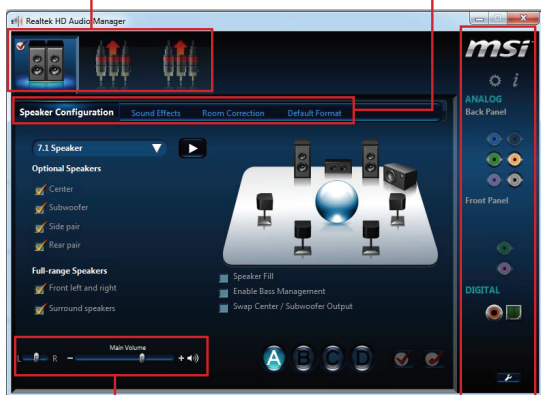 Realtek HD Audio Manager
msi
i
ANALOG
Back Panel
Speaker Configuration
Sound Effects
Room Correction
Default Format
7.1 Speaker
Optional Speakers
Center
Subwoofer
Side pair
Rear pair
Front Panel
Full-range Speakers
Front left and right
Surround speakers
Speaker Fill
Enable Bass Management
Swap Center / Subwoofer Output
DIGITAL
Main Volume
L R - +
A B C D